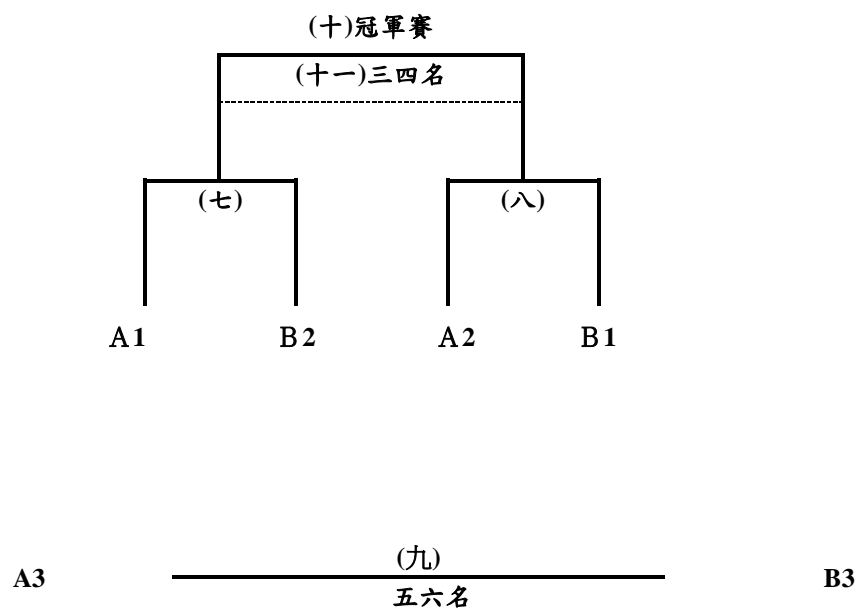 (十)冠軍賽
(十一)三四名
(七) (八)
A1 B2 A2 B1
(九)
A3 B3
五六名